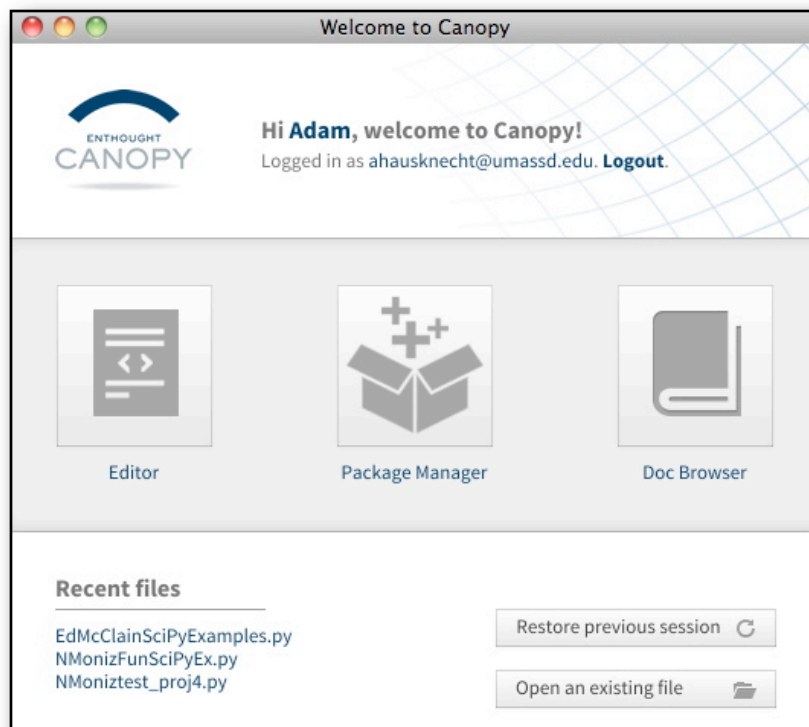 Welcome to Canopy
ENTHOUGHT
CANOPY
Hi Adam, welcome to Canopy!
Logged in as ahausknecht@umassd.edu. Logout.
Editor
Package Manager
Doc Browser
Recent files
EdMcClainSciPyExamples.py
NMonizFunSciPyEx.py
NMoniztest_proj4.py
Restore previous session
Open an existing file